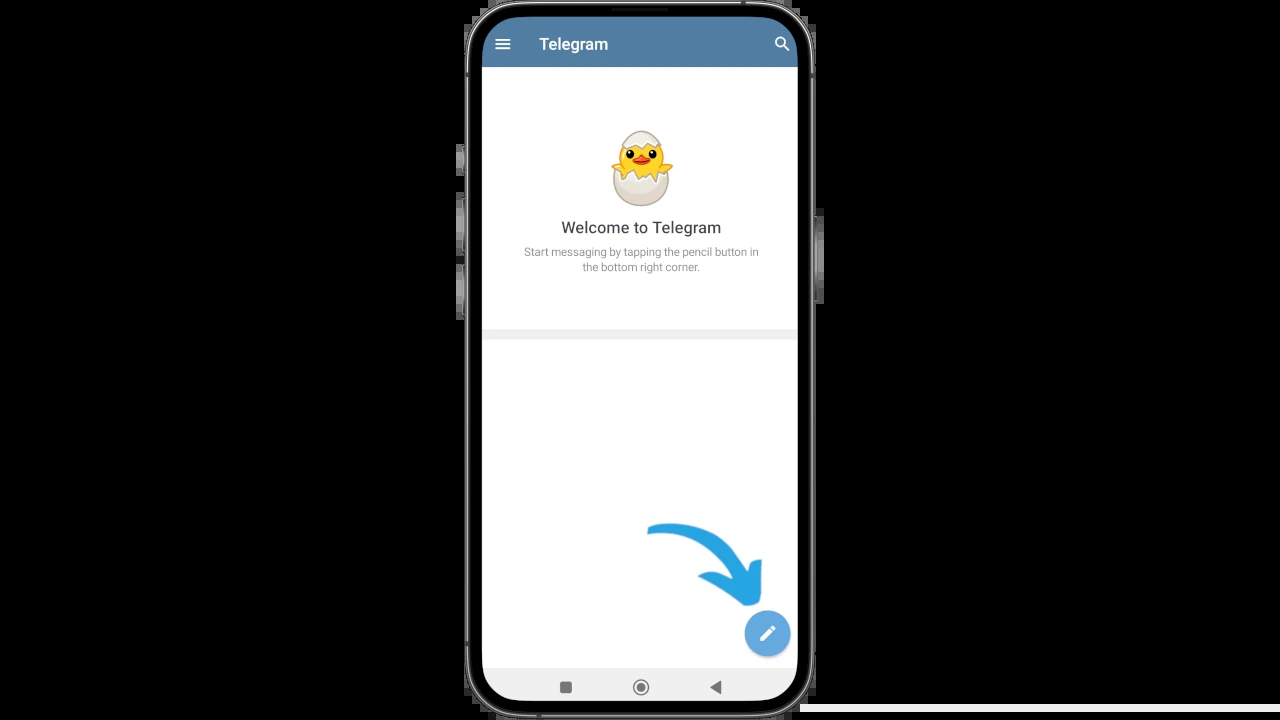 Telegram
Welcome to Telegram
Start messaging by tapping the pencil button in
the bottom right corner.